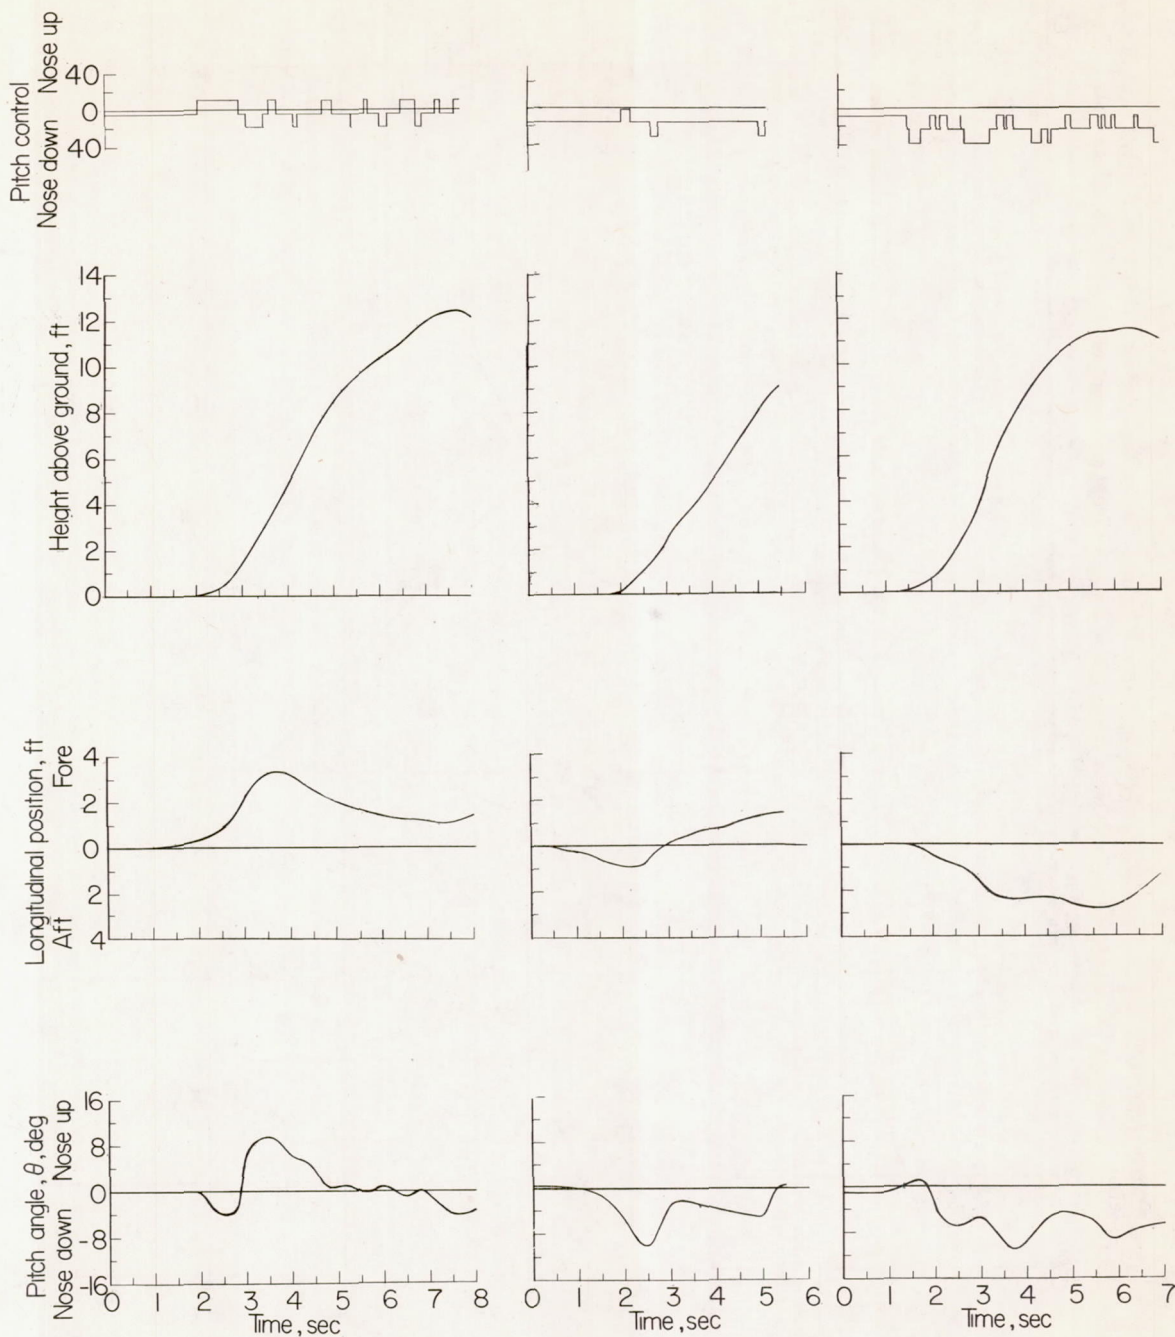 Pitch control
Nose down Nose up
40
0
40
Height above ground, ft
14
12
10
8
6
4
2
0
Longitudinal position, ft
Aft Fore
4
2
0
2
4
Pitch angle, θ, deg
Nose down Nose up
16
8
0
-8
-16
0 1 2 3 4 5 6 7 8
Time, sec
0 1 2 3 4 5 6
Time, sec
0 1 2 3 4 5 6 7
Time, sec